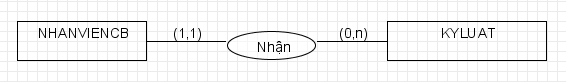 NHANVIENCB (1,1) Nhận (0,n) KYLUAT